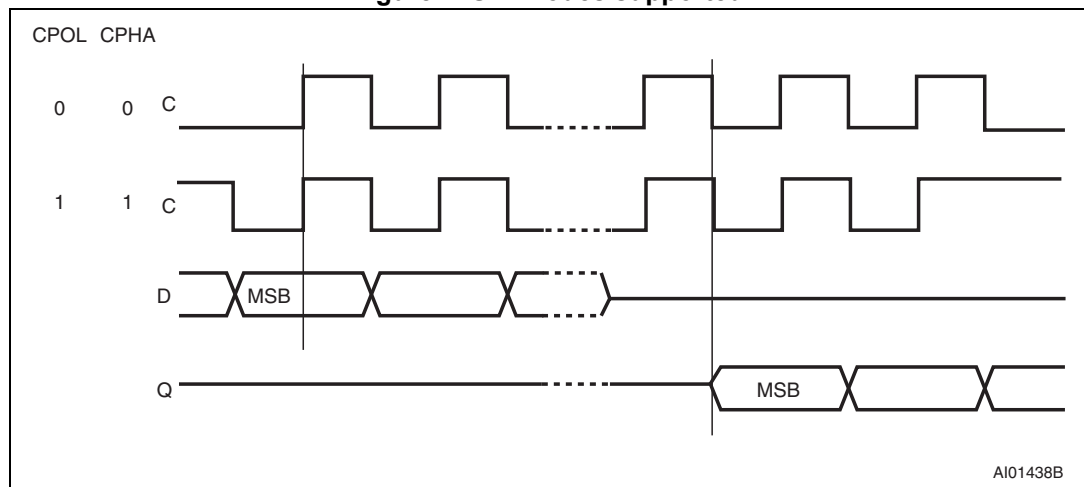 CPOL CPHA
0 0 C
1 1 C
D MSB
Q MSB
AI01438B